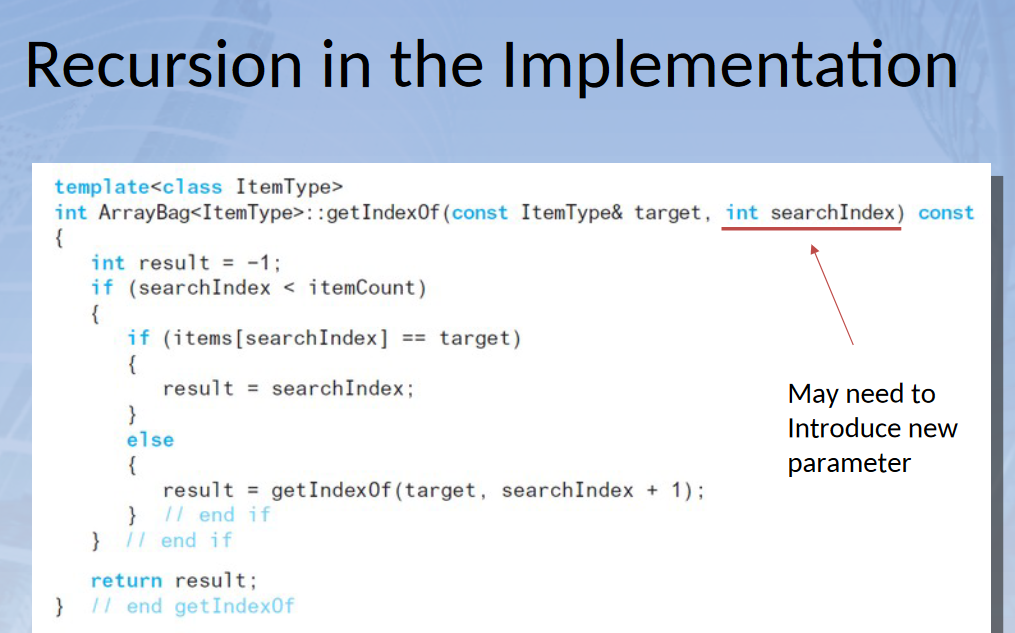 Recursion in the Implementation
template<class ItemType>
int ArrayBag<ItemType>::getIndexOf(const ItemType& target, int searchIndex) const
{
int result = -1;
if (searchIndex < itemCount)
{
if (items[searchIndex] == target)
{
result = searchIndex;
}
else
{
result = getIndexOf(target, searchIndex + 1);
} // end if
} // end if
return result;
} // end getIndexOf
May need to
Introduce new
parameter